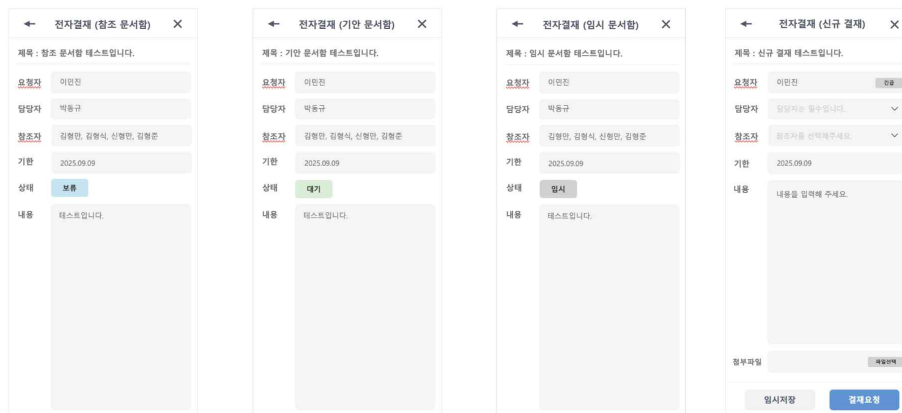 전자결재 (참조 문서함)
제목 : 참조 문서함 테스트입니다.
요청자 이민진
담당자 박동규
참조자 김형만, 김형식, 신형만, 김형준
기한 2025.09.09
상태 보류
내용 테스트입니다.
전자결재 (기안 문서함)
제목 : 기안 문서함 테스트입니다.
요청자 이민진
담당자 박동규
참조자 김형만, 김형식, 신형만, 김형준
기한 2025.09.09
상태 대기
내용 테스트입니다.
전자결재 (임시 문서함)
제목 : 임시 문서함 테스트입니다.
요청자 이민진
담당자 박동규
참조자 김형만, 김형식, 신형만, 김형준
기한 2025.09.09
상태 임시
내용 테스트입니다.
전자결재 (신규 결재)
제목 : 신규 결재 테스트입니다.
요청자 이민진 긴급
담당자 담당자는 필수입니다.
참조자 참조자를 선택해주세요.
기한 2025.09.09
내용 내용을 입력해 주세요.
첨부파일 파일선택
임시저장 결재요청